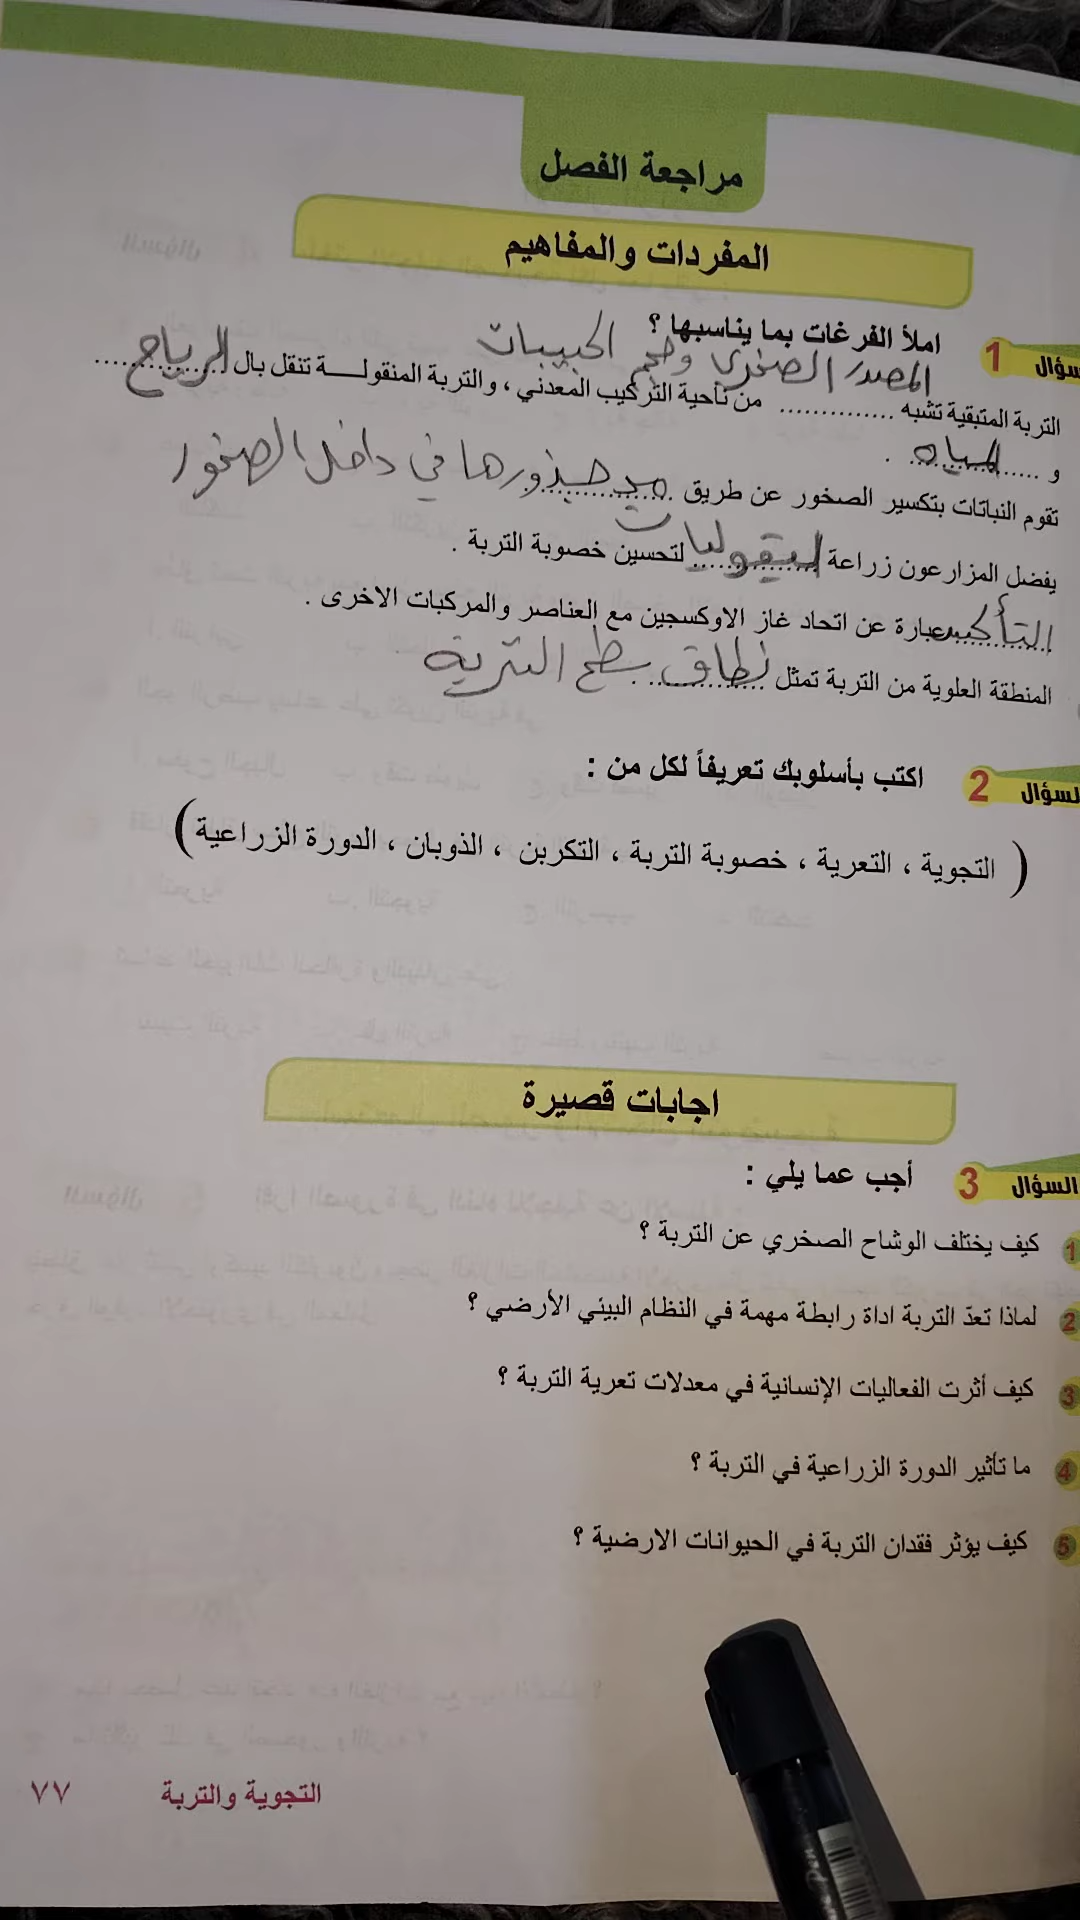 مراجعة الفصل
المفردات والمفاهيم
سؤال 1 املأ الفرغات بما يناسبها ؟
المصدر الصخري وحجم الحبيبات
التربة المتبقية تشبه .............. من ناحية التركيب المعدني ، والتربة المنقولة تنقل بال الرياح
و المياه .
تقوم النباتات بتكسير الصخور عن طريق مد جذورها في داخل الصخور
يفضل المزارعون زراعة البقوليات لتحسين خصوبة التربة .
التأكسد عبارة عن اتحاد غاز الاوكسجين مع العناصر والمركبات الاخرى .
المنطقة العلوية من التربة تمثل نطاق سطح التربة
السؤال 2 اكتب بأسلوبك تعريفاً لكل من :
( التجوية ، التعرية ، خصوبة التربة ، التكربن ، الذوبان ، الدورة الزراعية )
اجابات قصيرة
السؤال 3 أجب عما يلي :
1 كيف يختلف الوشاح الصخري عن التربة ؟
2 لماذا تعدّ التربة اداة رابطة مهمة في النظام البيئي الأرضي ؟
3 كيف أثرت الفعاليات الإنسانية في معدلات تعرية التربة ؟
4 ما تأثير الدورة الزراعية في التربة ؟
5 كيف يؤثر فقدان التربة في الحيوانات الارضية ؟
التجوية والتربة ٧٧